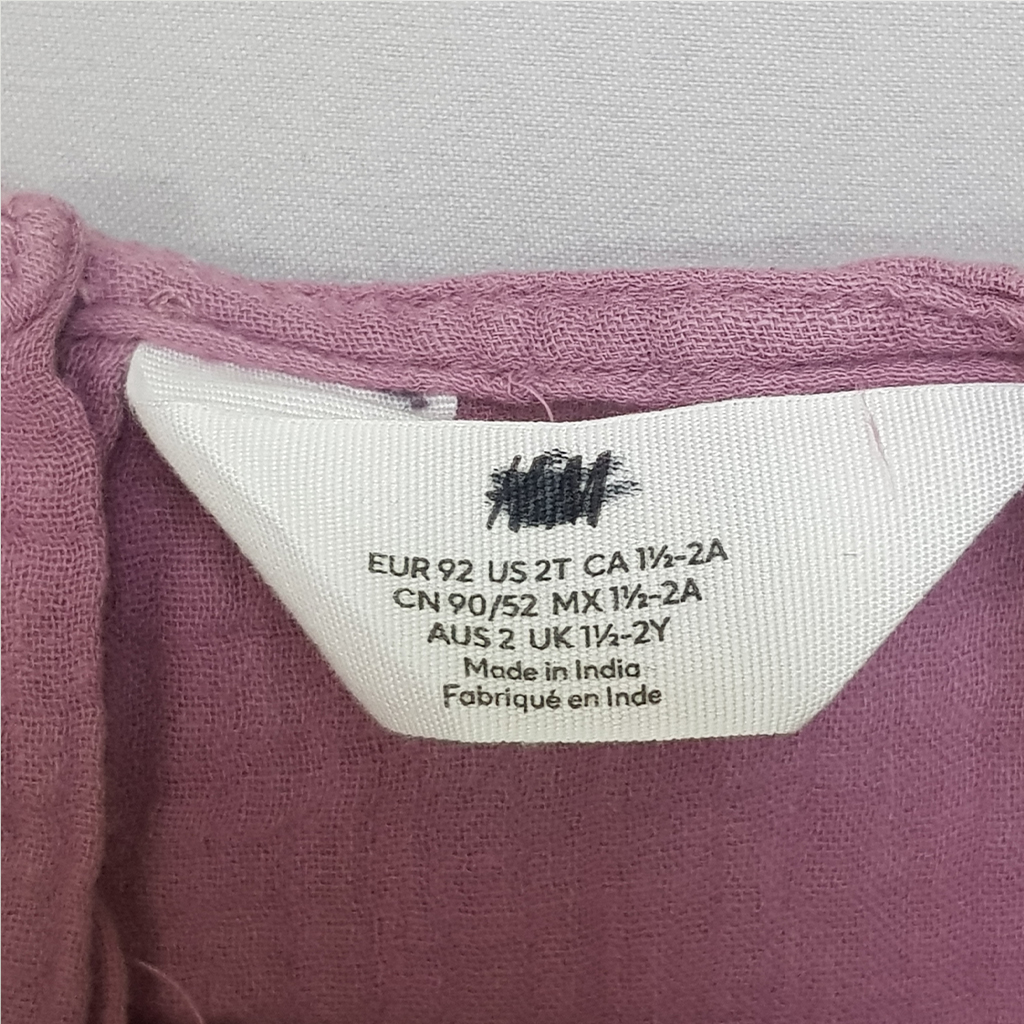 EUR 92 US 2T CA 1½-2A
CN 90/52 MX 1½-2A
AUS 2 UK 1½-2Y
Made in India
Fabriqué en Inde